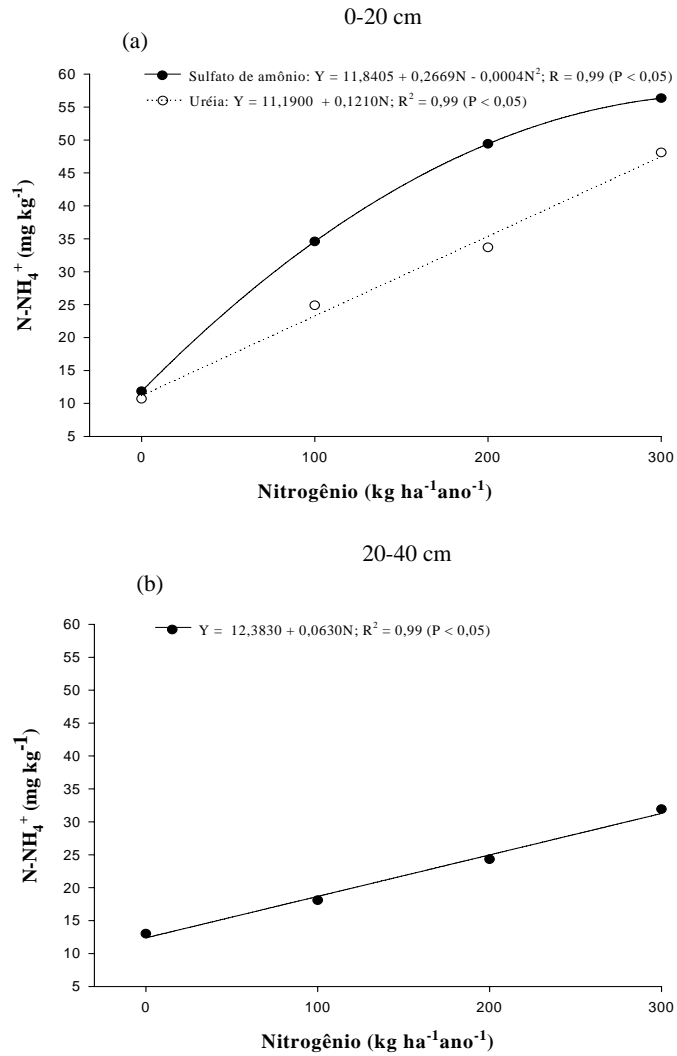 0-20 cm
(a)
Sulfato de amônio: Y = 11,8405 + 0,2669N - 0,0004N²; R = 0,99 (P < 0,05)
Uréia: Y = 11,1900 + 0,1210N; R² = 0,99 (P < 0,05)
60
55
50
45
40
35
30
25
20
15
10
5
N-NH₄⁺ (mg kg⁻¹)
0 100 200 300
Nitrogênio (kg ha⁻¹ano⁻¹)
20-40 cm
(b)
Y = 12,3830 + 0,0630N; R² = 0,99 (P < 0,05)
60
55
50
45
40
35
30
25
20
15
10
5
N-NH₄⁺ (mg kg⁻¹)
0 100 200 300
Nitrogênio (kg ha⁻¹ano⁻¹)